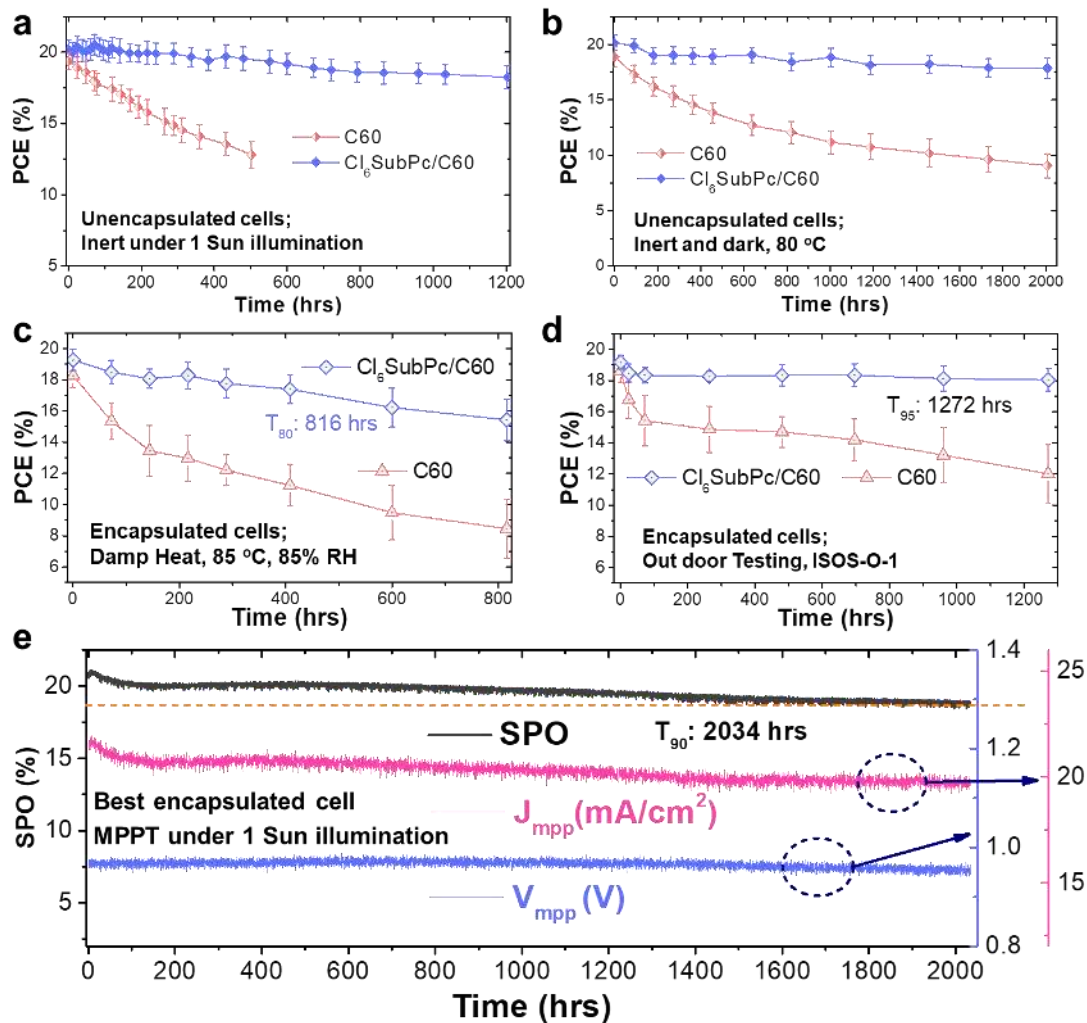 a
PCE (%)
20
15
10
5
C60
Cl₆SubPc/C60
Unencapsulated cells;
Inert under 1 Sun illumination
0 200 400 600 800 1000 1200
Time (hrs)
b
PCE (%)
20
15
10
5
0
C60
Cl₆SubPc/C60
Unencapsulated cells;
Inert and dark, 80 °C
0 200 400 600 800 1000 1200 1400 1600 1800 2000
Time (hrs)
c
PCE (%)
20
18
16
14
12
10
8
6
Cl₆SubPc/C60
T₈₀: 816 hrs
C60
Encapsulated cells;
Damp Heat, 85 °C, 85% RH
0 200 400 600 800
Time (hrs)
d
PCE (%)
20
18
16
14
12
10
8
6
T₉₅: 1272 hrs
Cl₆SubPc/C60 C60
Encapsulated cells;
Out door Testing, ISOS-O-1
0 200 400 600 800 1000 1200
Time (hrs)
e
SPO (%)
20
15
10
5
SPO
T₉₀: 2034 hrs
Best encapsulated cell
MPPT under 1 Sun illumination
J_mpp(mA/cm²)
V_mpp (V)
1.4
1.2
1.0
0.8
25
20
15
0 200 400 600 800 1000 1200 1400 1600 1800 2000
Time (hrs)